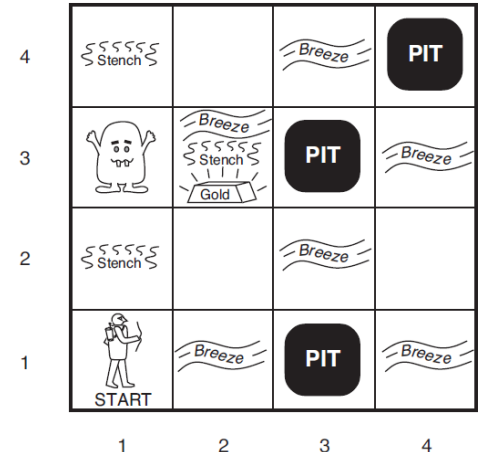 4 Stench Breeze PIT
3 Breeze Stench Gold PIT Breeze
2 Stench Breeze
1 START Breeze PIT Breeze
1 2 3 4